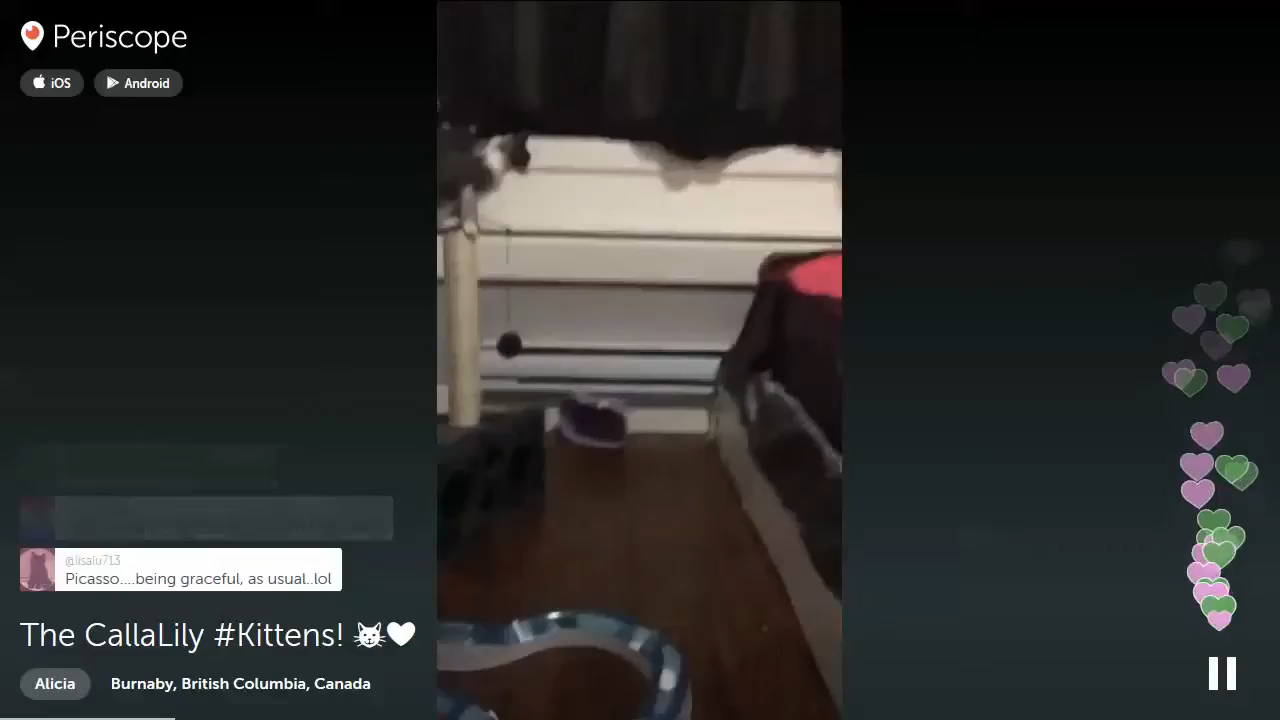 Periscope
iOS
Android
@lisalu713
Picasso....being graceful, as usual..lol
The CallaLily #Kittens! 😹🤍
Alicia
Burnaby, British Columbia, Canada